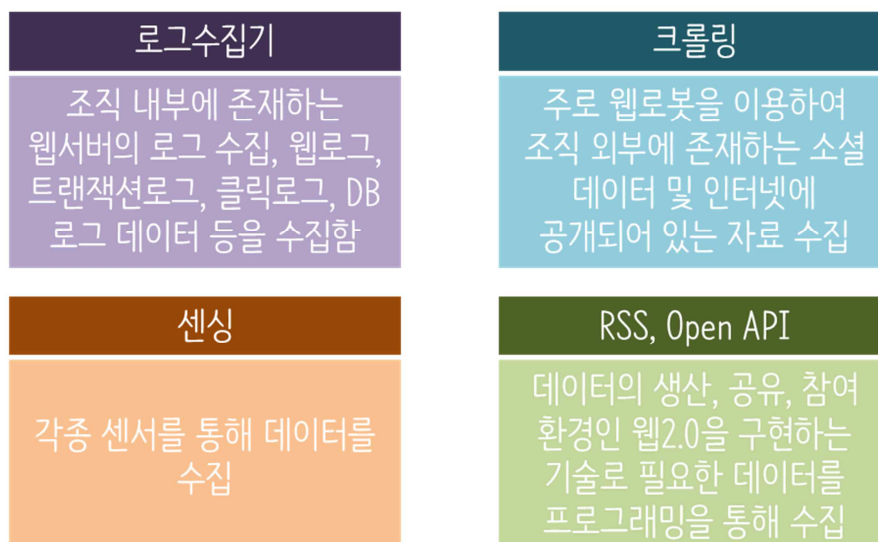 로그수집기
조직 내부에 존재하는
웹서버의 로그 수집, 웹로그,
트랜잭션로그, 클릭로그, DB
로그 데이터 등을 수집함
크롤링
주로 웹로봇을 이용하여
조직 외부에 존재하는 소셜
데이터 및 인터넷에
공개되어 있는 자료 수집
센싱
각종 센서를 통해 데이터를
수집
RSS, Open API
데이터의 생산, 공유, 참여
환경인 웹2.0을 구현하는
기술로 필요한 데이터를
프로그래밍을 통해 수집